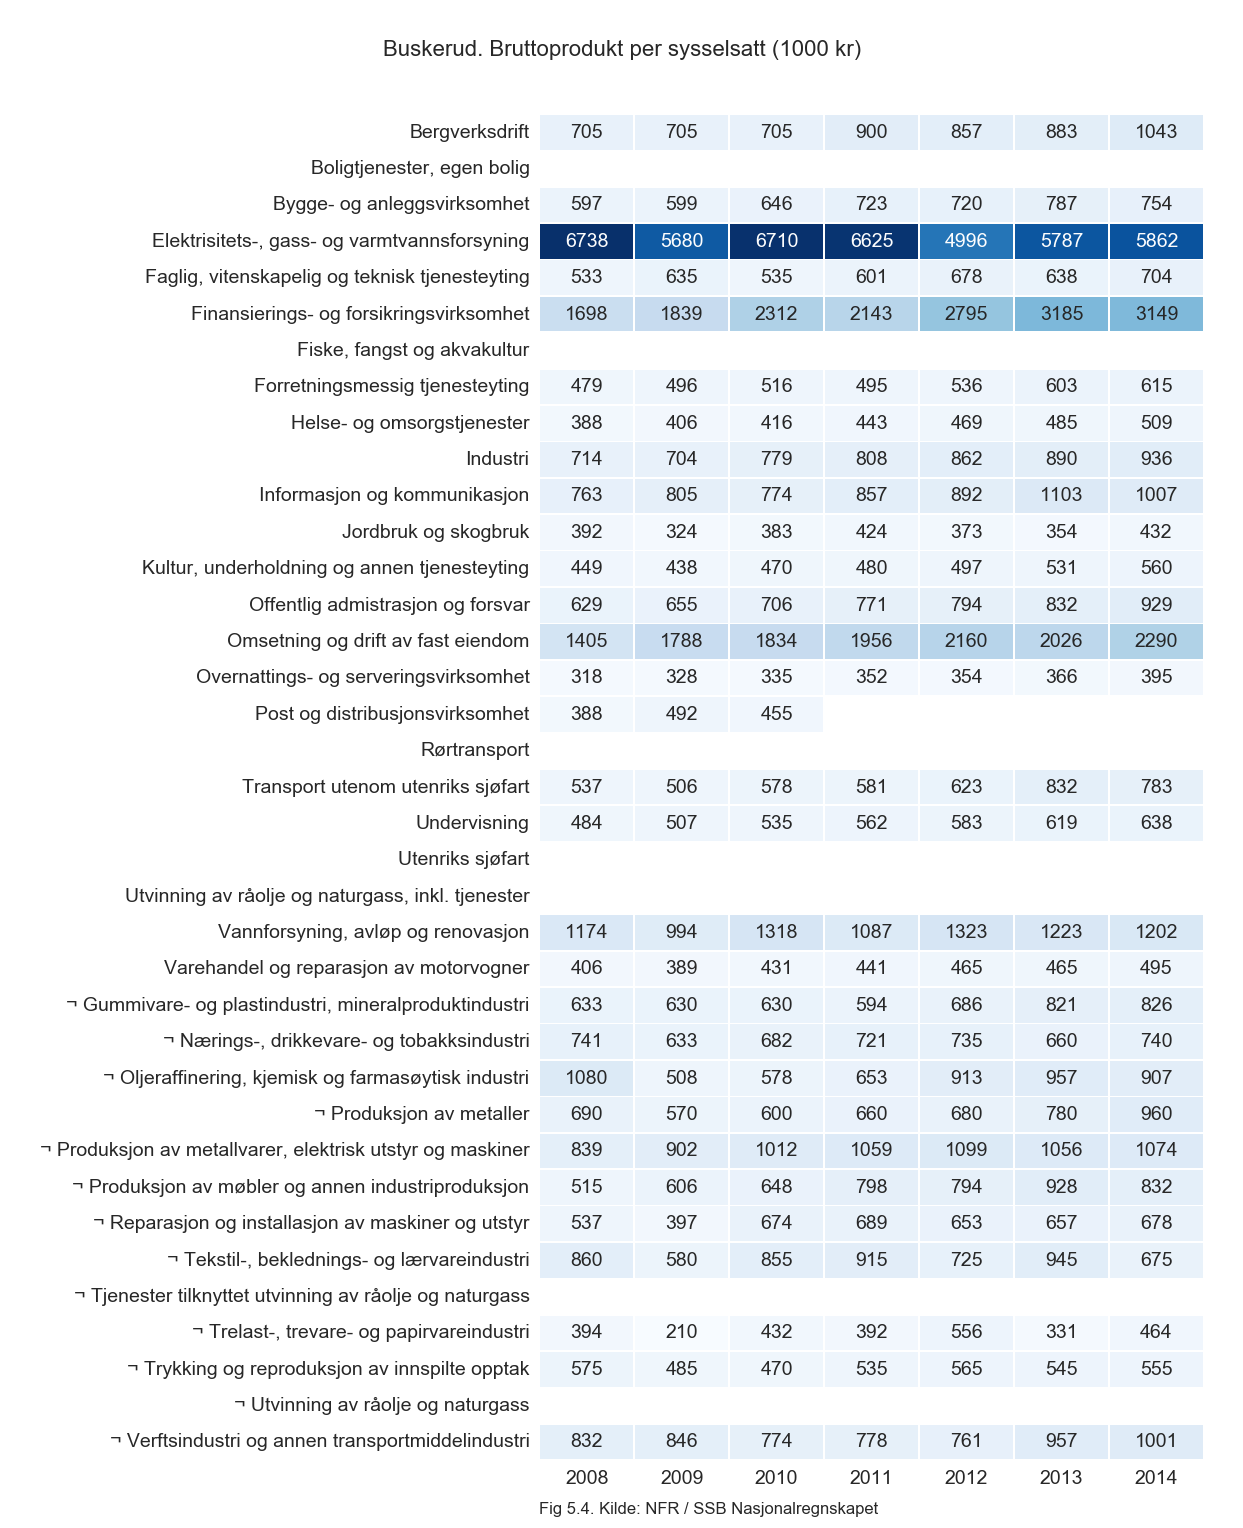 Buskerud. Bruttoprodukt per sysselsatt (1000 kr)
Bergverksdrift 705 705 705 900 857 883 1043
Boligtjenester, egen bolig
Bygge- og anleggsvirksomhet 597 599 646 723 720 787 754
Elektrisitets-, gass- og varmtvannsforsyning 6738 5680 6710 6625 4996 5787 5862
Faglig, vitenskapelig og teknisk tjenesteyting 533 635 535 601 678 638 704
Finansierings- og forsikringsvirksomhet 1698 1839 2312 2143 2795 3185 3149
Fiske, fangst og akvakultur
Forretningsmessig tjenesteyting 479 496 516 495 536 603 615
Helse- og omsorgstjenester 388 406 416 443 469 485 509
Industri 714 704 779 808 862 890 936
Informasjon og kommunikasjon 763 805 774 857 892 1103 1007
Jordbruk og skogbruk 392 324 383 424 373 354 432
Kultur, underholdning og annen tjenesteyting 449 438 470 480 497 531 560
Offentlig admistrasjon og forsvar 629 655 706 771 794 832 929
Omsetning og drift av fast eiendom 1405 1788 1834 1956 2160 2026 2290
Overnattings- og serveringsvirksomhet 318 328 335 352 354 366 395
Post og distribusjonsvirksomhet 388 492 455
Rørtransport
Transport utenom utenriks sjøfart 537 506 578 581 623 832 783
Undervisning 484 507 535 562 583 619 638
Utenriks sjøfart
Utvinning av råolje og naturgass, inkl. tjenester
Vannforsyning, avløp og renovasjon 1174 994 1318 1087 1323 1223 1202
Varehandel og reparasjon av motorvogner 406 389 431 441 465 465 495
¬ Gummivare- og plastindustri, mineralproduktindustri 633 630 630 594 686 821 826
¬ Nærings-, drikkevare- og tobakksindustri 741 633 682 721 735 660 740
¬ Oljeraffinering, kjemisk og farmasøytisk industri 1080 508 578 653 913 957 907
¬ Produksjon av metaller 690 570 600 660 680 780 960
¬ Produksjon av metallvarer, elektrisk utstyr og maskiner 839 902 1012 1059 1099 1056 1074
¬ Produksjon av møbler og annen industriproduksjon 515 606 648 798 794 928 832
¬ Reparasjon og installasjon av maskiner og utstyr 537 397 674 689 653 657 678
¬ Tekstil-, beklednings- og lærvareindustri 860 580 855 915 725 945 675
¬ Tjenester tilknyttet utvinning av råolje og naturgass
¬ Trelast-, trevare- og papirvareindustri 394 210 432 392 556 331 464
¬ Trykking og reproduksjon av innspilte opptak 575 485 470 535 565 545 555
¬ Utvinning av råolje og naturgass
¬ Verftsindustri og annen transportmiddelindustri 832 846 774 778 761 957 1001
2008 2009 2010 2011 2012 2013 2014
Fig 5.4. Kilde: NFR / SSB Nasjonalregnskapet